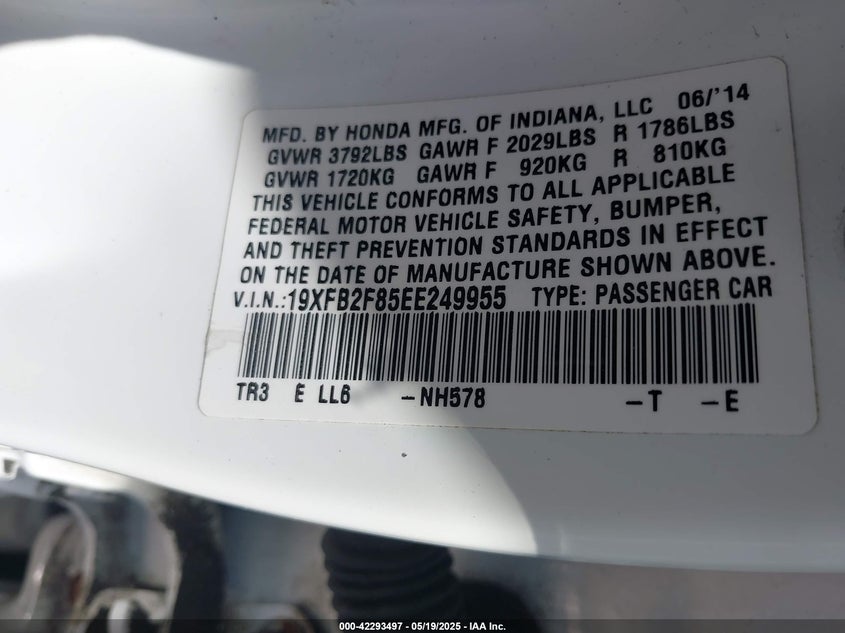 MFD. BY HONDA MFG. OF INDIANA, LLC 06/'14
GVWR 3792LBS GAWR F 2029LBS R 1786LBS
GVWR 1720KG GAWR F 920KG R 810KG
THIS VEHICLE CONFORMS TO ALL APPLICABLE
FEDERAL MOTOR VEHICLE SAFETY, BUMPER,
AND THEFT PREVENTION STANDARDS IN EFFECT
ON THE DATE OF MANUFACTURE SHOWN ABOVE.
V.I.N.:19XFB2F85EE249955 TYPE: PASSENGER CAR
TR3 E LL6 -NH578 -T -E
000-42293497 - 05/19/2025 - IAA Inc.